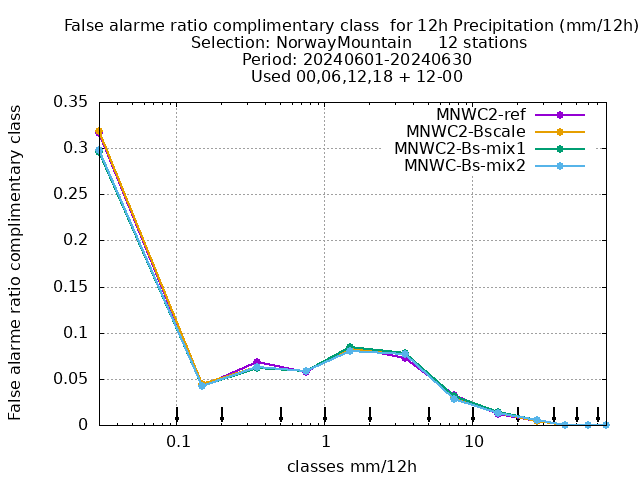 False alarme ratio complimentary class  for 12h Precipitation (mm/12h)
Selection: NorwayMountain     12 stations
Period: 20240601-20240630
Used 00,06,12,18 + 12-00
False alarme ratio complimentary class
0.35
0.3
0.25
0.2
0.15
0.1
0.05
0
MNWC2-ref
MNWC2-Bscale
MNWC2-Bs-mix1
MNWC-Bs-mix2
0.1
1
10
classes mm/12h